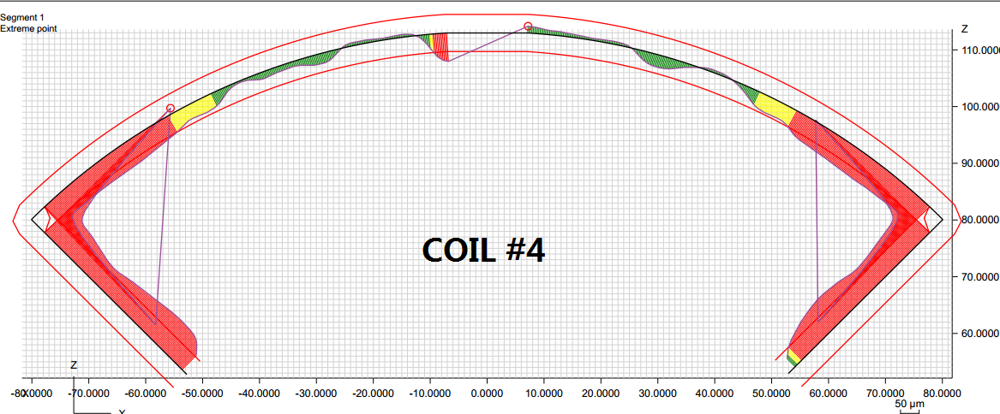 Segment 1
Extreme point
Z
110.0000
100.0000
90.0000
80.0000
70.0000
60.0000
COIL #4
Z
X
-80.0000 -70.0000 -60.0000 -50.0000 -40.0000 -30.0000 -20.0000 -10.0000 0.0000 10.0000 20.0000 30.0000 40.0000 50.0000 60.0000 70.0000 80.0000
50 µm